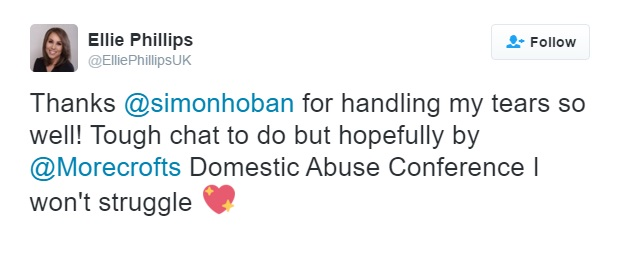 Ellie Phillips
@ElliePhillipsUK
Follow
Thanks @simonhoban for handling my tears so
well! Tough chat to do but hopefully by
@Morecrofts Domestic Abuse Conference I
won't struggle 💖